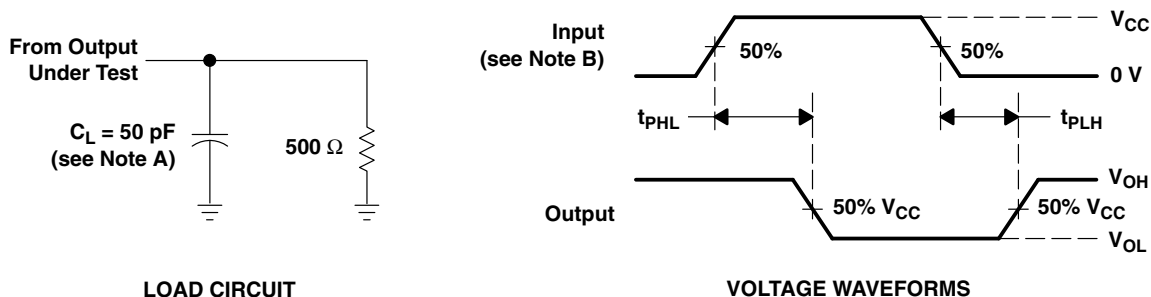 From Output
Under Test
C_L = 50 pF
(see Note A)
500 Ω
LOAD CIRCUIT
Input
(see Note B)
50%
50%
V_CC
0 V
t_PHL
t_PLH
Output
50% V_CC
50% V_CC
V_OH
V_OL
VOLTAGE WAVEFORMS